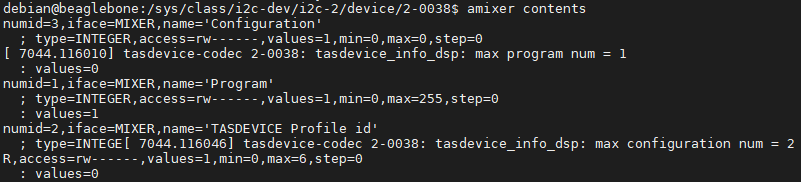 debian@beaglebone:/sys/class/i2c-dev/i2c-2/device/2-0038$ amixer contents
numid=3,iface=MIXER,name='Configuration'
  ; type=INTEGER,access=rw------,values=1,min=0,max=0,step=0
[ 7044.116010] tasdevice-codec 2-0038: tasdevice_info_dsp: max program num = 1
  : values=0
numid=1,iface=MIXER,name='Program'
  ; type=INTEGER,access=rw------,values=1,min=0,max=255,step=0
  : values=1
numid=2,iface=MIXER,name='TASDEVICE Profile id'
  ; type=INTEGE[ 7044.116046] tasdevice-codec 2-0038: tasdevice_info_dsp: max configuration num = 2
R,access=rw------,values=1,min=0,max=6,step=0
  : values=0